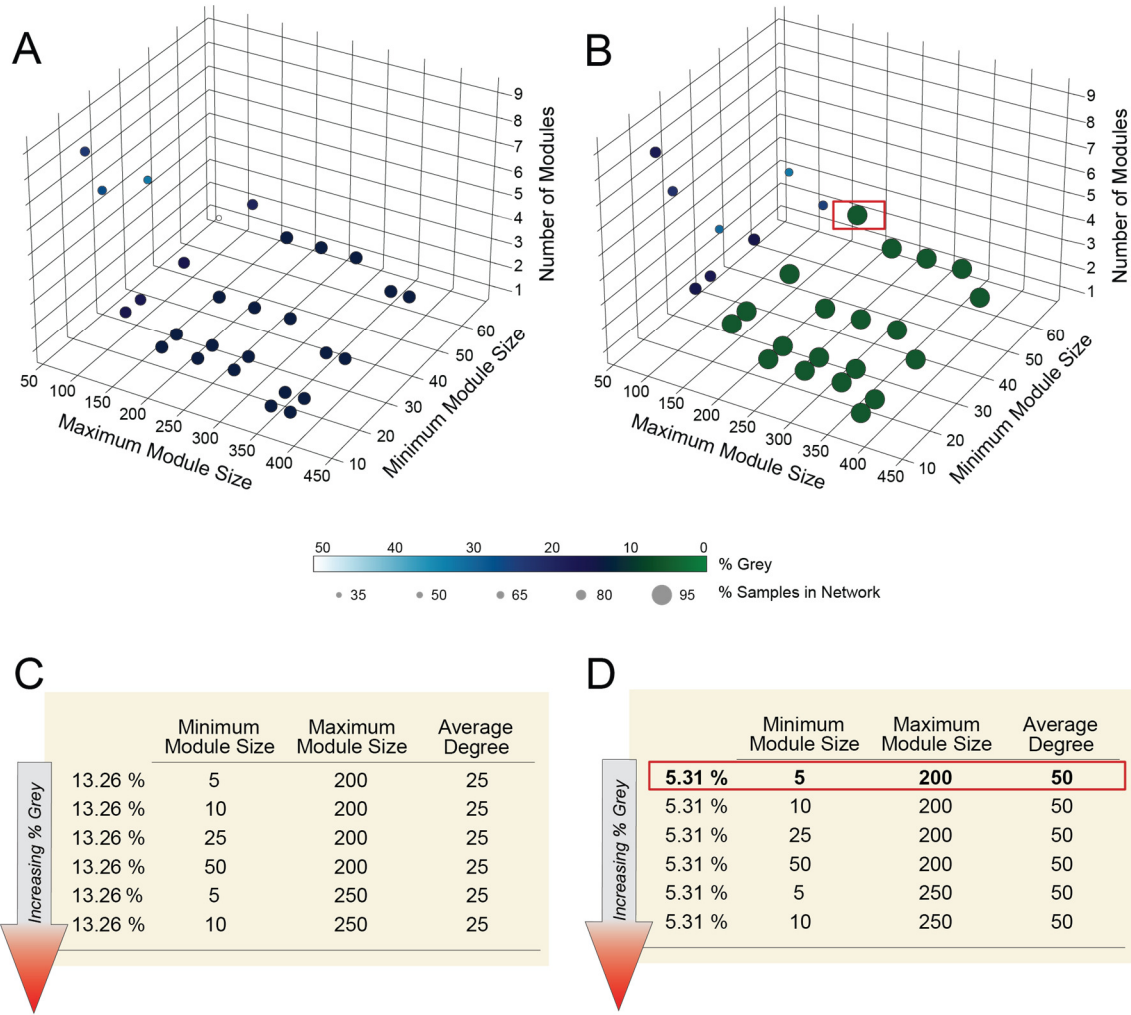 A
B
9
8
7
6
5
4
3
2
1
Number of Modules
50
100
150
200
250
300
350
400
450
Maximum Module Size
10
20
30
40
50
60
Minimum Module Size
9
8
7
6
5
4
3
2
1
Number of Modules
50
100
150
200
250
300
350
400
450
Maximum Module Size
10
20
30
40
50
60
Minimum Module Size
50 40 30 20 10 0
% Grey
35 50 65 80 95 % Samples in Network
C
Minimum Maximum Average
Module Size Module Size Degree
13.26 % 5 200 25
13.26 % 10 200 25
13.26 % 25 200 25
13.26 % 50 200 25
13.26 % 5 250 25
13.26 % 10 250 25
Increasing % Grey
D
Minimum Maximum Average
Module Size Module Size Degree
5.31 % 5 200 50
5.31 % 10 200 50
5.31 % 25 200 50
5.31 % 50 200 50
5.31 % 5 250 50
5.31 % 10 250 50
Increasing % Grey